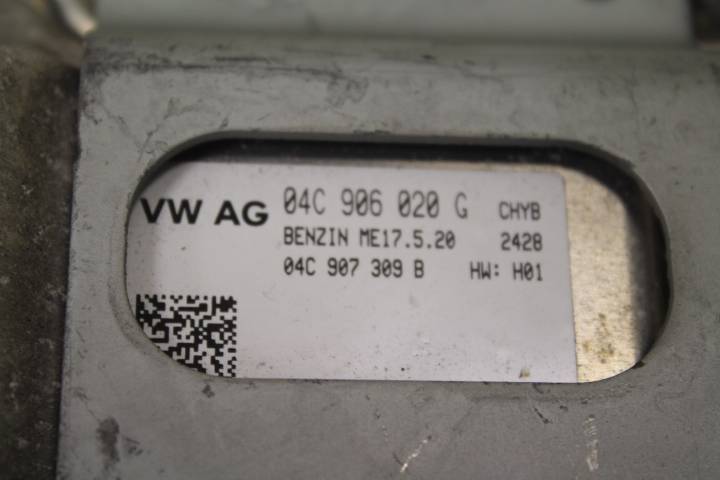 VW AG 04C 906 020 G CHYB
BENZIN ME17.5.20 2428
04C 907 309 B HW: H01